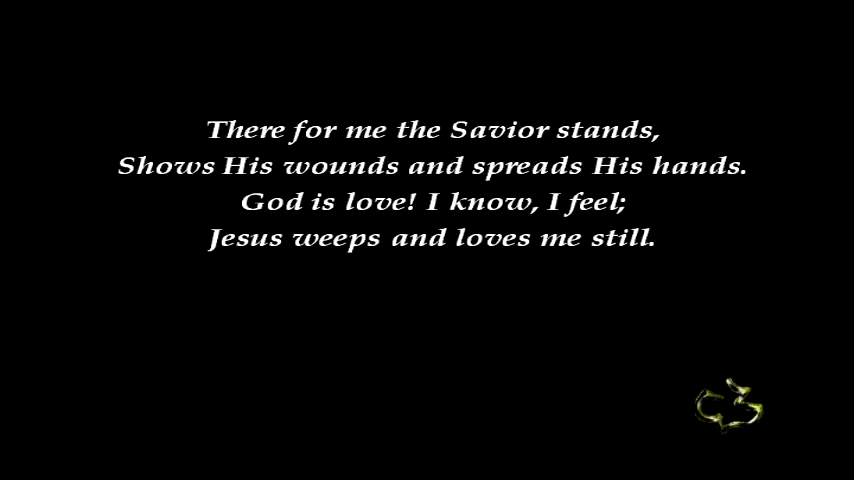 There for me the Savior stands,
Shows His wounds and spreads His hands.
God is love! I know, I feel;
Jesus weeps and loves me still.
C3